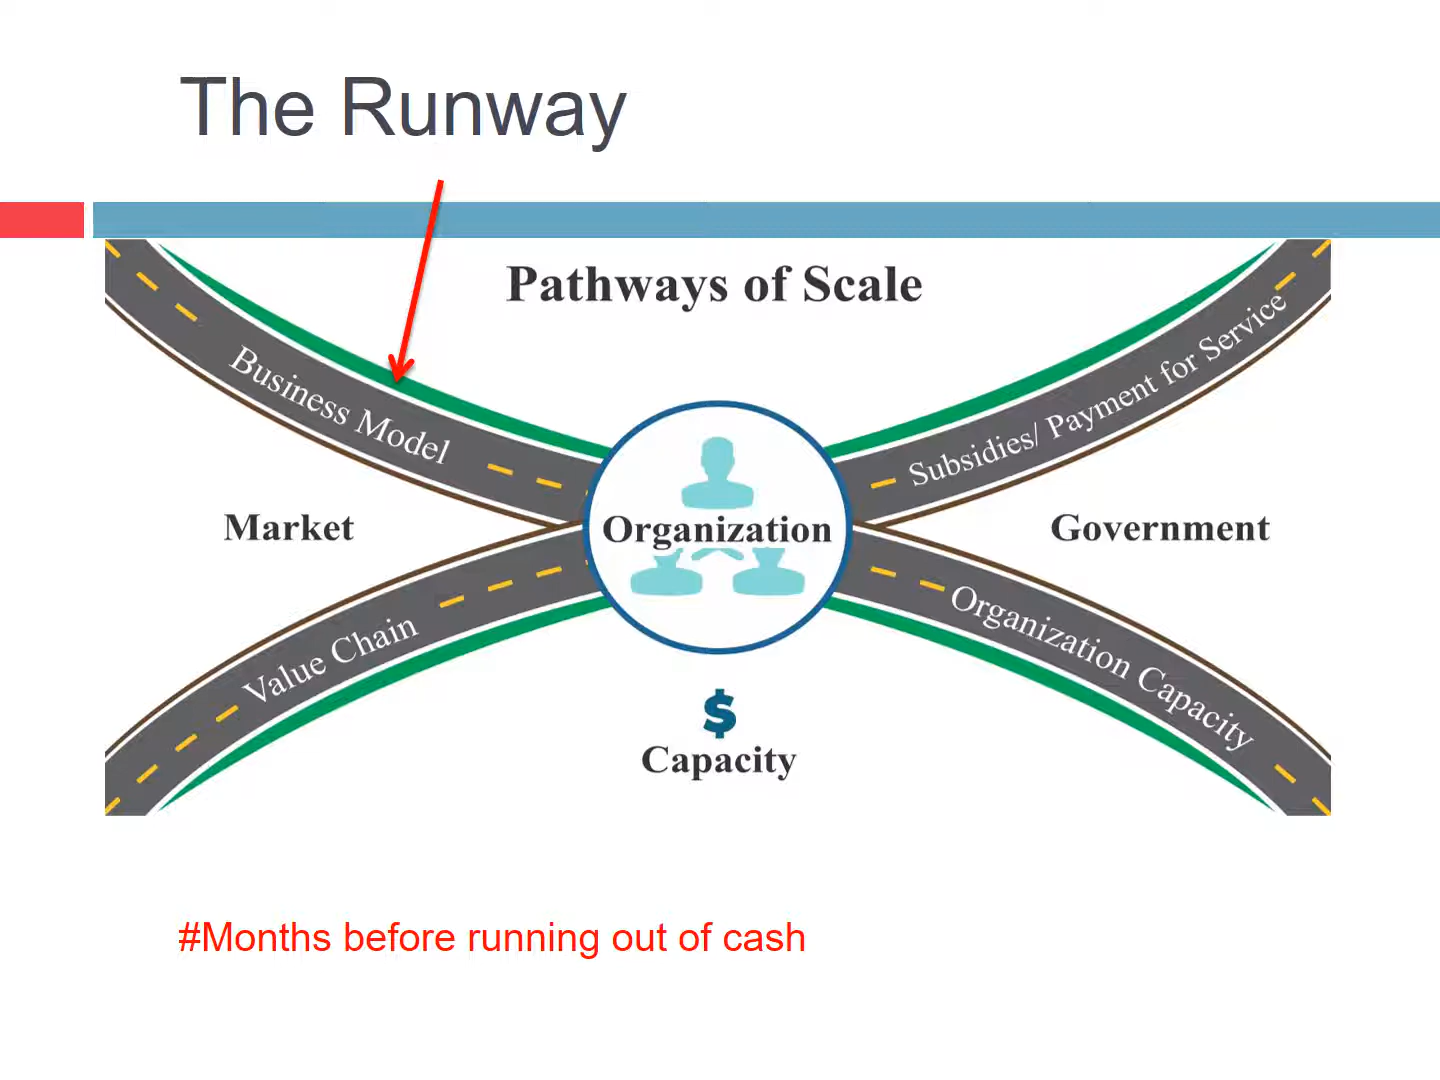 The Runway
Pathways of Scale
Business Model
Subsidies/ Payment for Service
Market
Organization
Government
Value Chain
Organization Capacity
$
Capacity
#Months before running out of cash